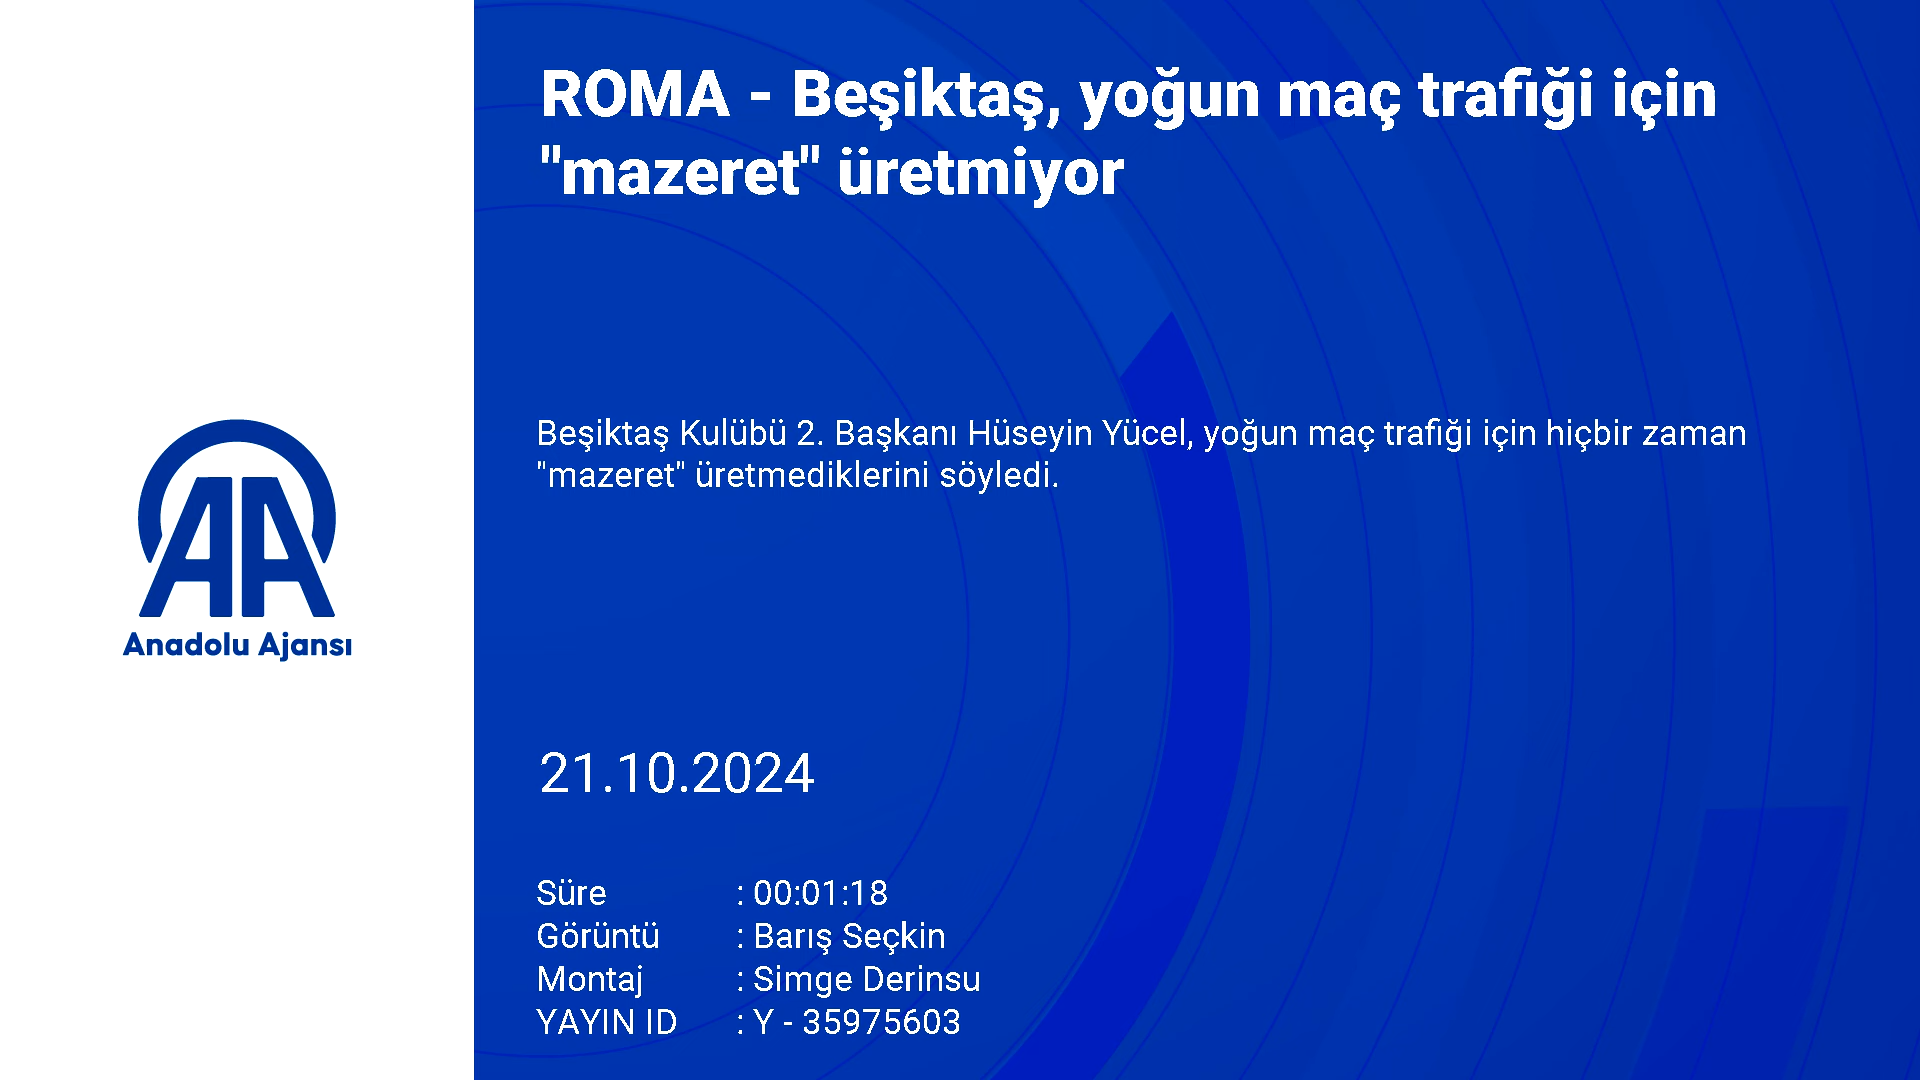 ROMA - Beşiktaş, yoğun maç trafiği için
"mazeret" üretmiyor
Beşiktaş Kulübü 2. Başkanı Hüseyin Yücel, yoğun maç trafiği için hiçbir zaman
"mazeret" üretmediklerini söyledi.
AA
Anadolu Ajansı
21.10.2024
Süre : 00:01:18
Görüntü : Barış Seçkin
Montaj : Simge Derinsu
YAYIN ID : Y - 35975603